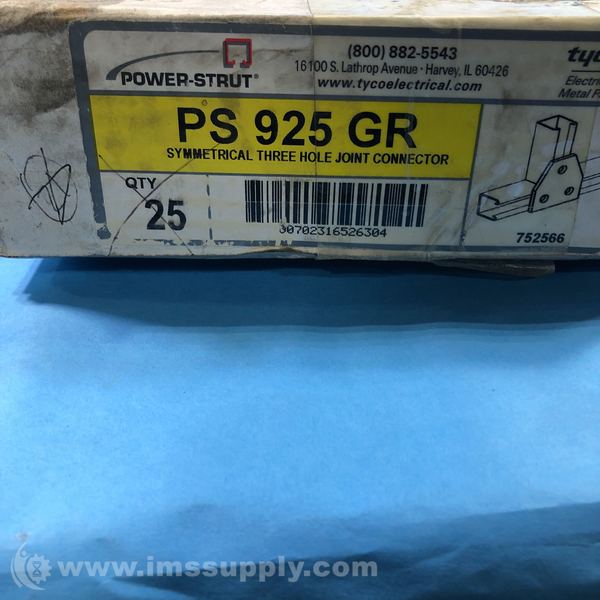 POWER-STRUT®
(800) 882-5543
16100 S. Lathrop Avenue · Harvey, IL 60426
www.tycoelectrical.com
PS 925 GR
SYMMETRICAL THREE HOLE JOINT CONNECTOR
QTY
25
30702316526304
752566
www.imssupply.com